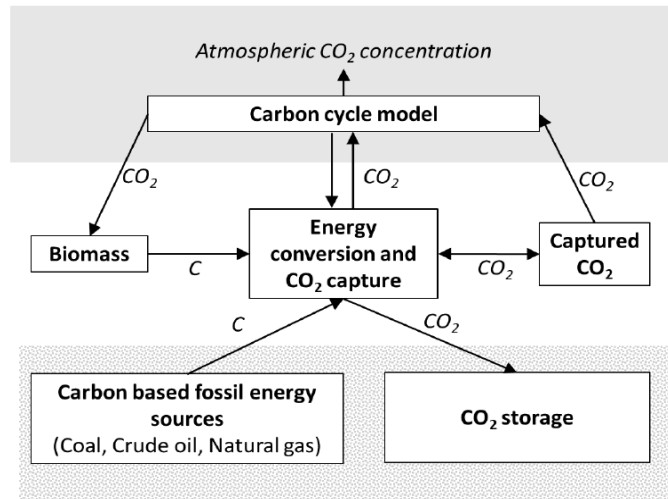 Atmospheric CO₂ concentration
Carbon cycle model
CO₂
CO₂
CO₂
Biomass
C
Energy
conversion and
CO₂ capture
CO₂
Captured
CO₂
C
CO₂
Carbon based fossil energy
sources
(Coal, Crude oil, Natural gas)
CO₂ storage